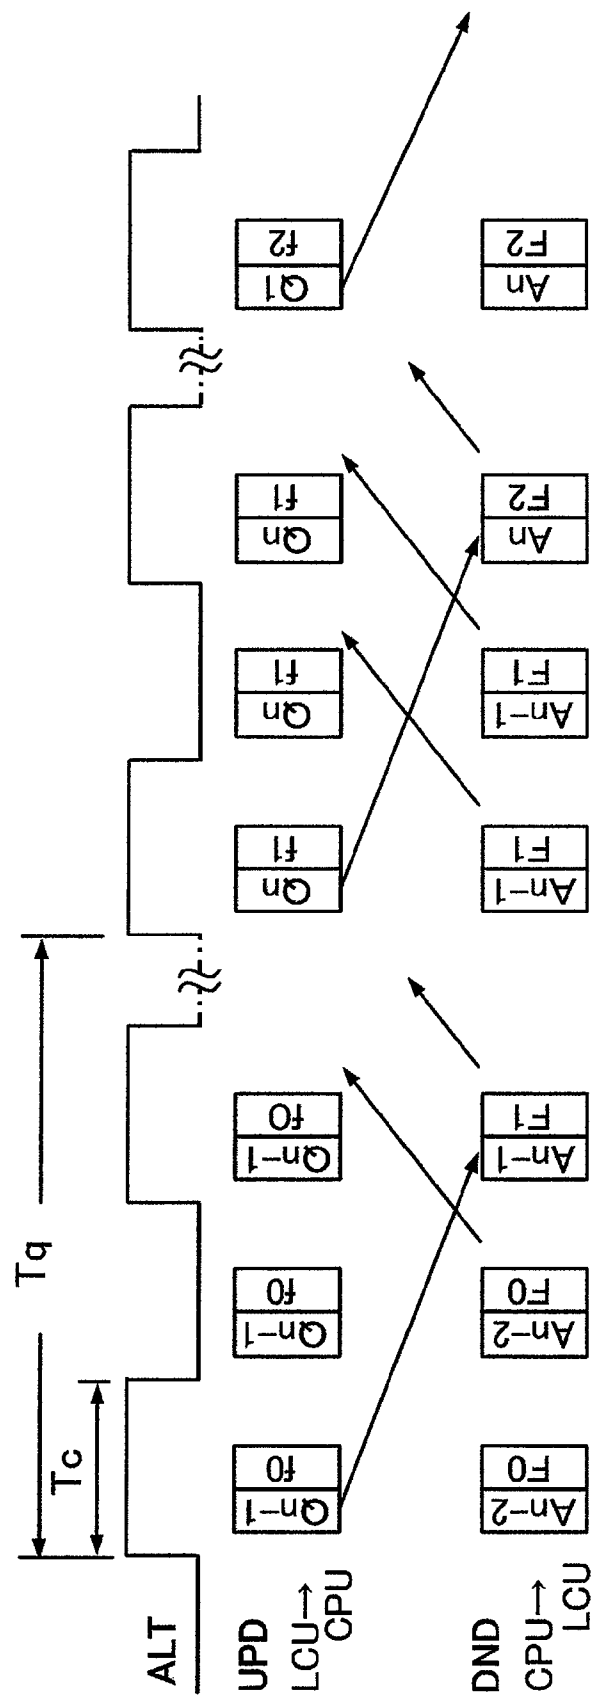 Tq
Tc
ALT
UPD
LCU→
CPU
Qn-1
f0
Qn-1
f0
Qn-1
f0
Qn
f1
Qn
f1
Qn
f1
Q1
f2
DND
CPU→
LCU
An-2
F0
An-2
F0
An-1
F1
An-1
F1
An-1
F1
An
F2
An
F2